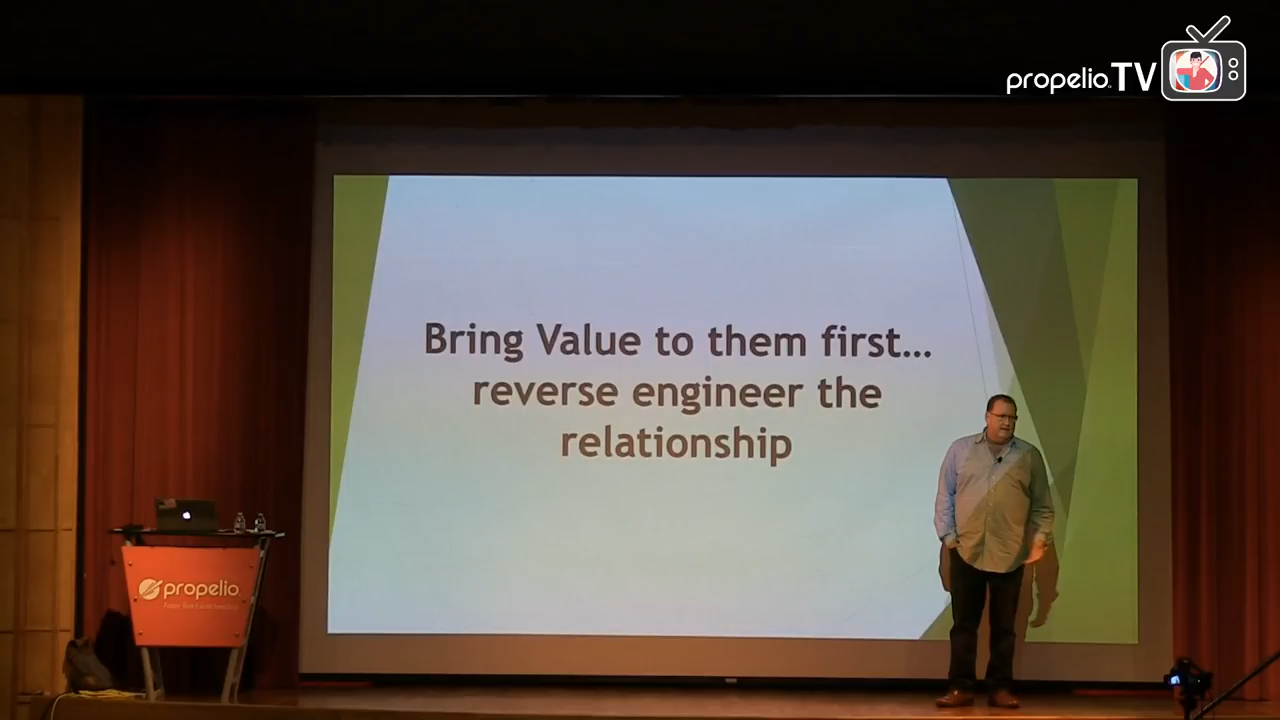 propelio TV
Bring Value to them first...
reverse engineer the
relationship
propelio